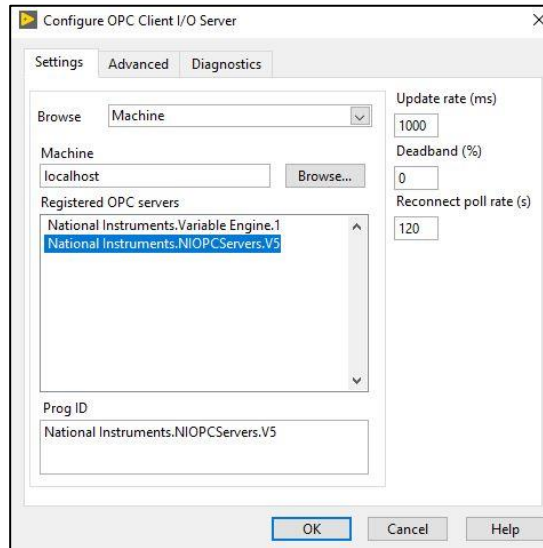 Configure OPC Client I/O Server
Settings
Advanced
Diagnostics
Browse
Machine
Machine
localhost
Browse...
Registered OPC servers
National Instruments.Variable Engine.1
National Instruments.NIOPCServers.V5
Prog ID
National Instruments.NIOPCServers.V5
Update rate (ms)
1000
Deadband (%)
0
Reconnect poll rate (s)
120
OK
Cancel
Help